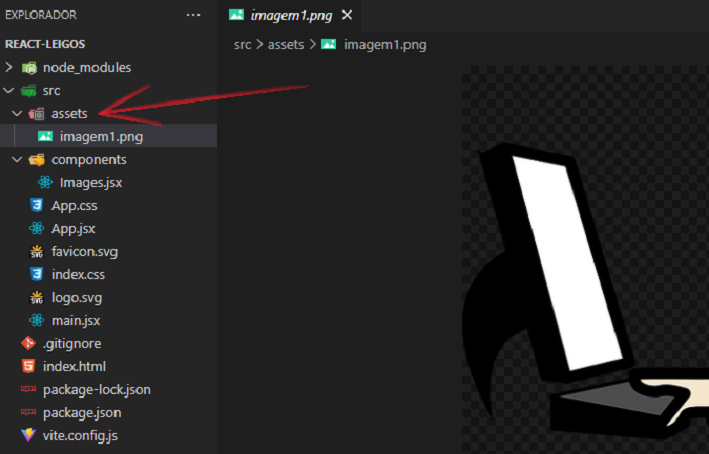 EXPLORADOR ...
REACT-LEIGOS
node_modules
src
assets
imagem1.png
components
Images.jsx
App.css
App.jsx
favicon.svg
index.css
logo.svg
main.jsx
.gitignore
index.html
package-lock.json
package.json
vite.config.js
imagem1.png
src > assets > imagem1.png